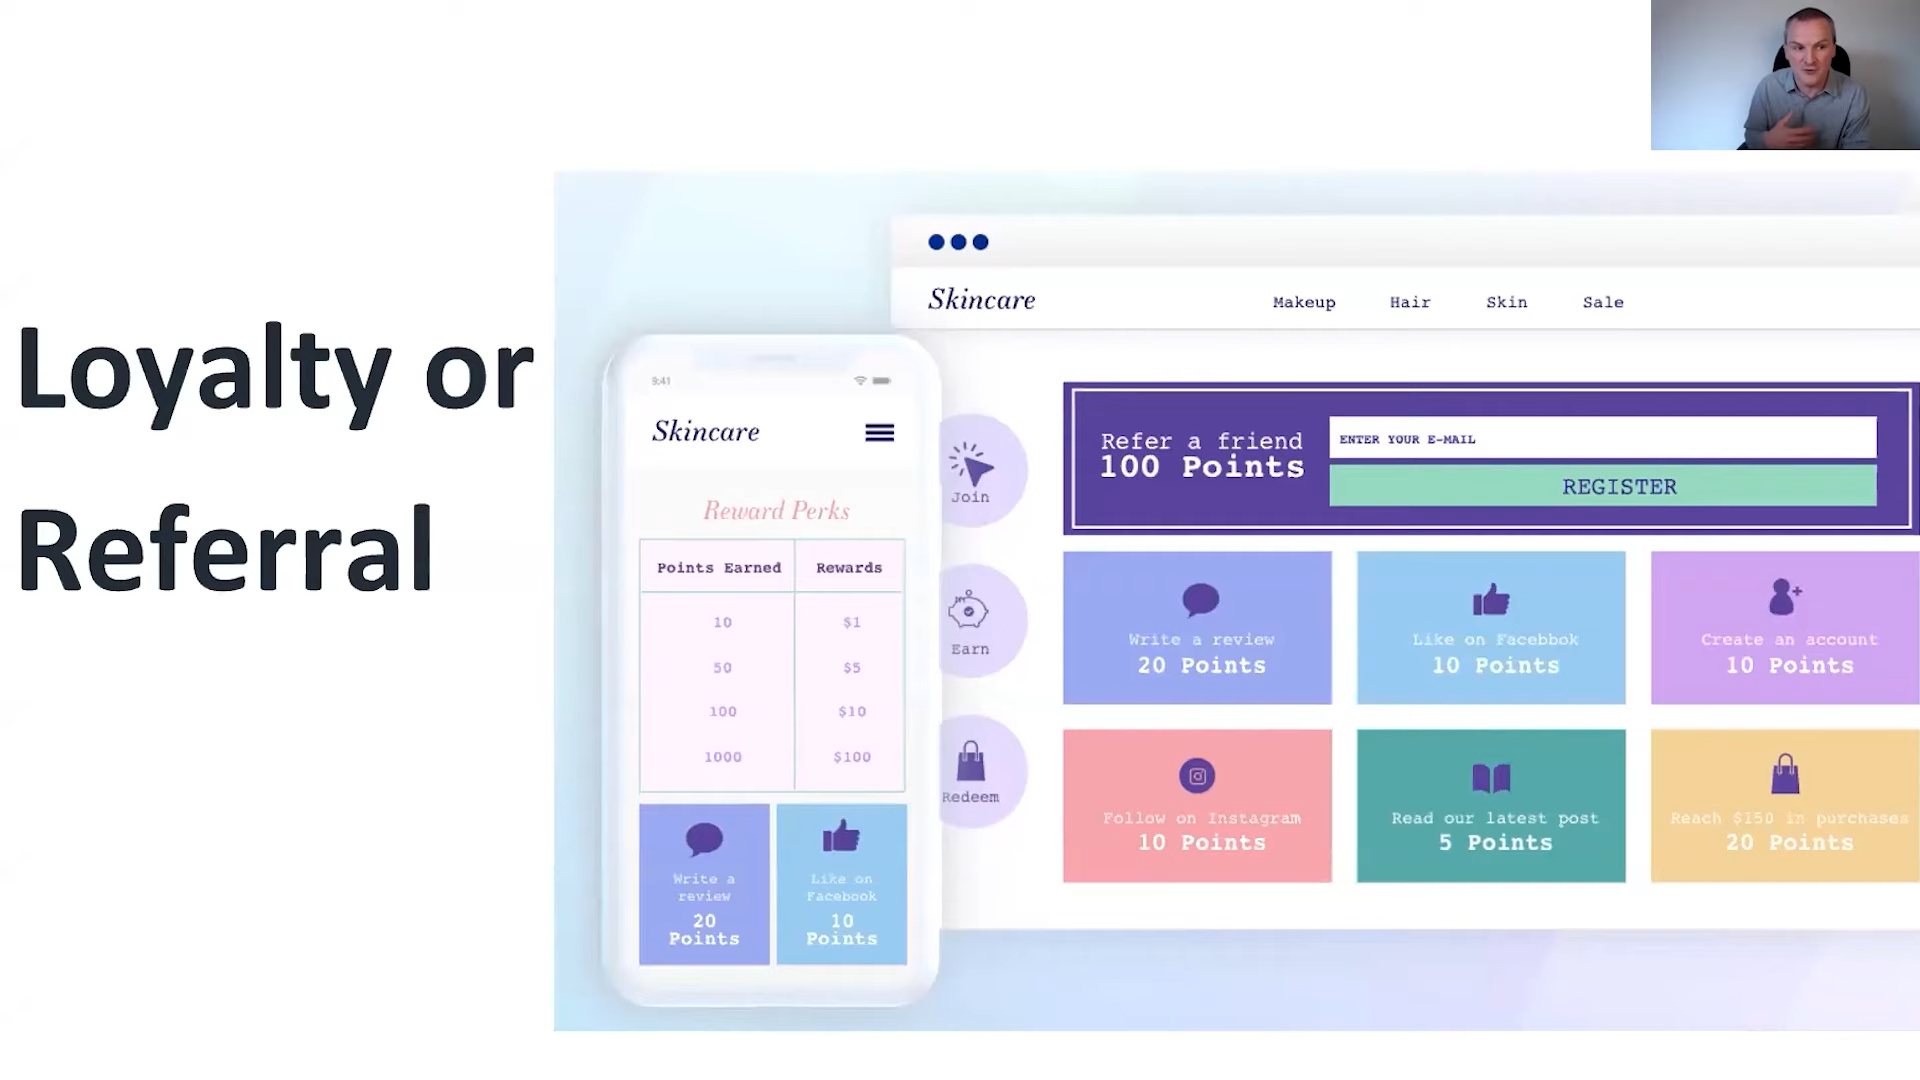 Loyalty or
Referral
Skincare
Makeup Hair Skin Sale
9:41
Skincare
Reward Perks
Points Earned Rewards
10 $1
50 $5
100 $10
1000 $100
Write a
review
20
Points
Like on
Facebook
10
Points
Join
Earn
Redeem
Refer a friend
100 Points
ENTER YOUR E-MAIL
REGISTER
Write a review
20 Points
Like on Facebbok
10 Points
Create an account
10 Points
Follow on Instagram
10 Points
Read our latest post
5 Points
Reach $150 in purchases
20 Points